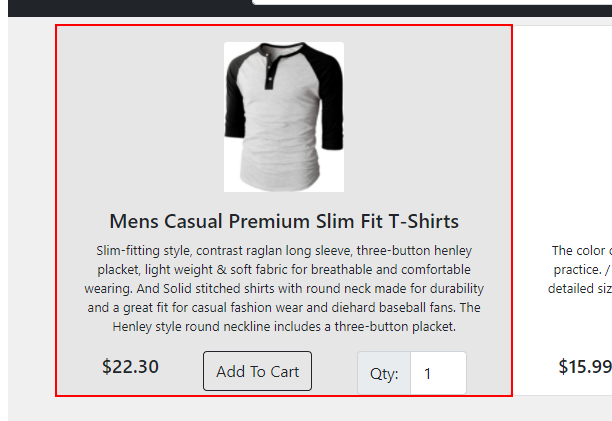 Mens Casual Premium Slim Fit T-Shirts
Slim-fitting style, contrast raglan long sleeve, three-button henley
placket, light weight & soft fabric for breathable and comfortable
wearing. And Solid stitched shirts with round neck made for durability
and a great fit for casual fashion wear and diehard baseball fans. The
Henley style round neckline includes a three-button placket.
$22.30
Add To Cart
Qty: 1
The color
practice. /
detailed
$15.99